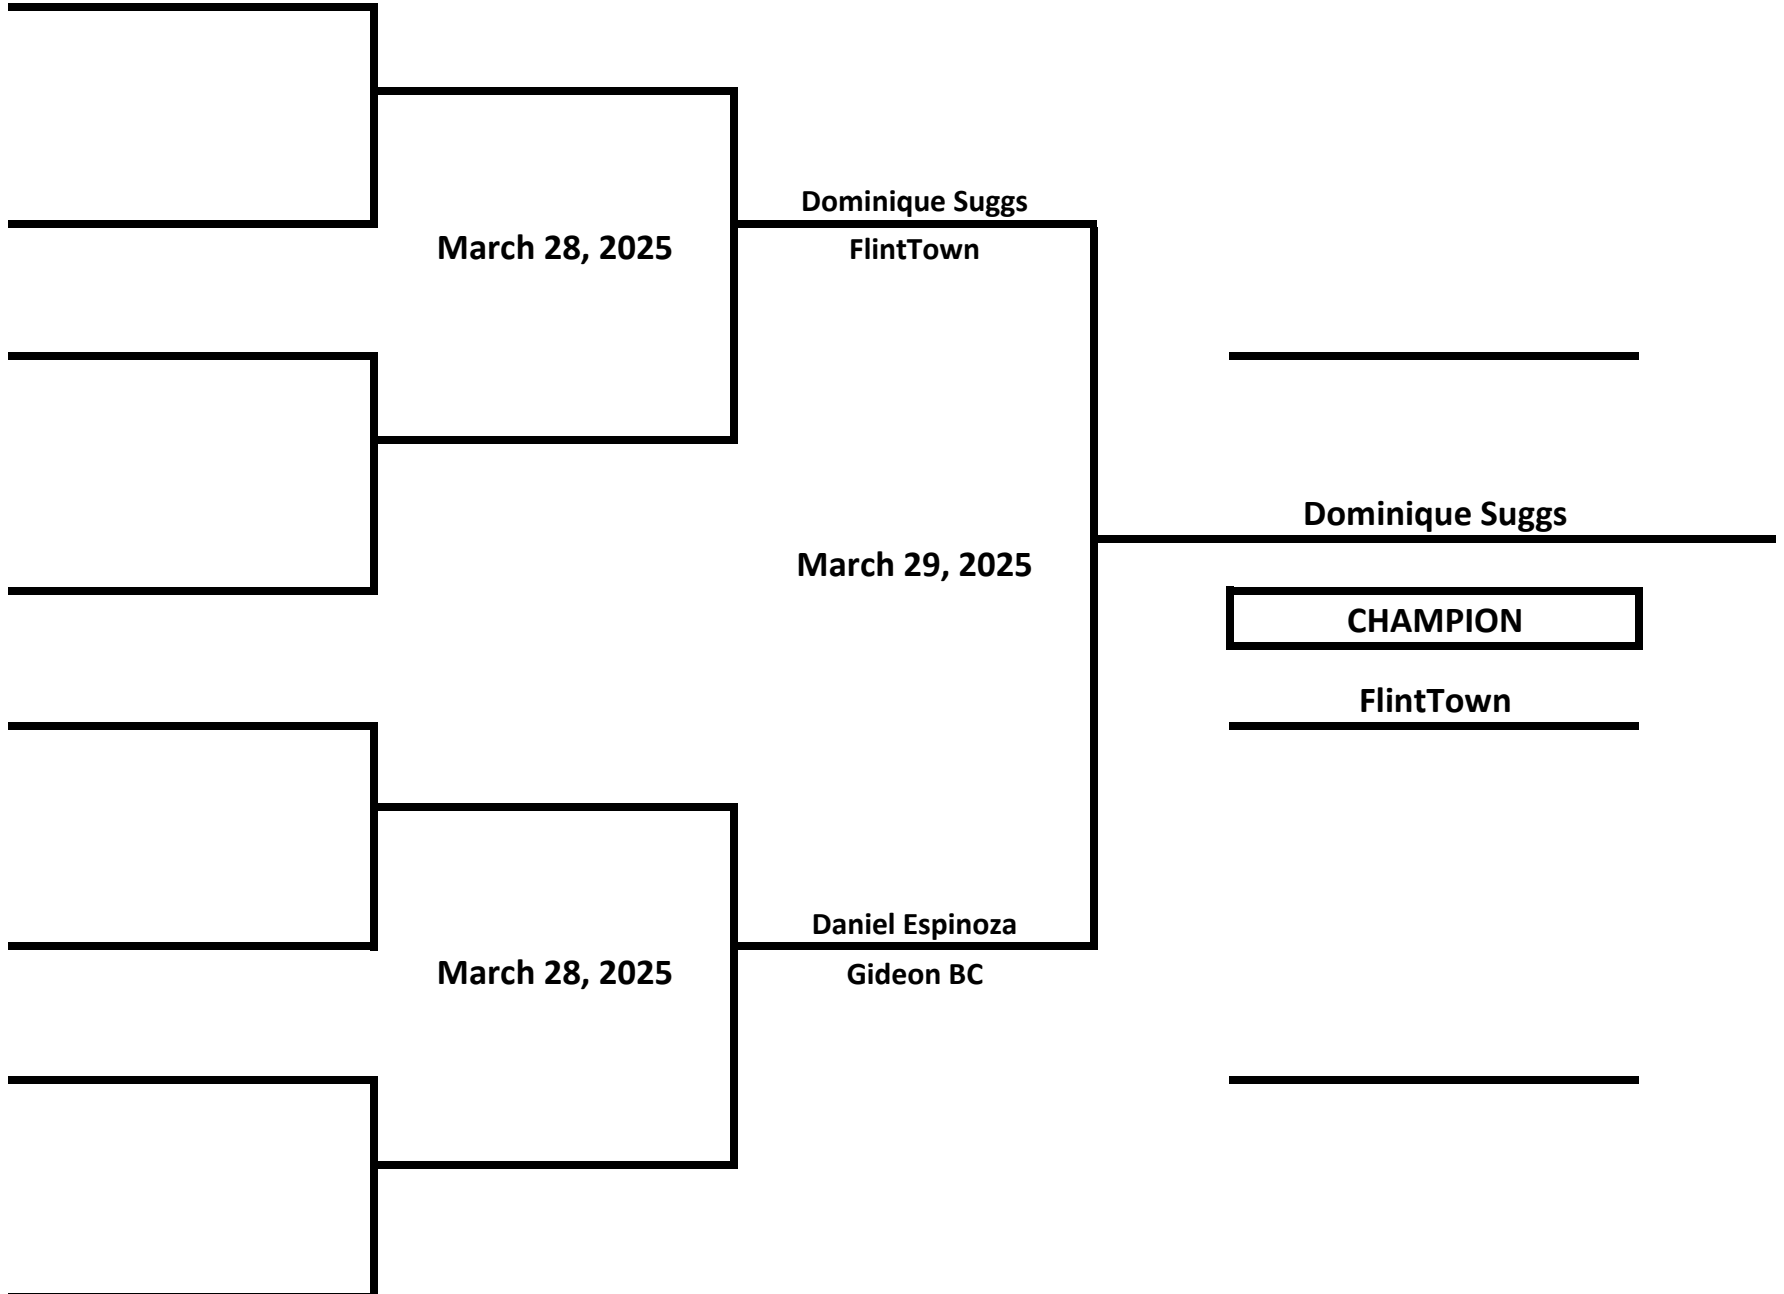 Dominique Suggs
March 28, 2025
FlintTown
Dominique Suggs
March 29, 2025
CHAMPION
FlintTown
Daniel Espinoza
March 28, 2025
Gideon BC